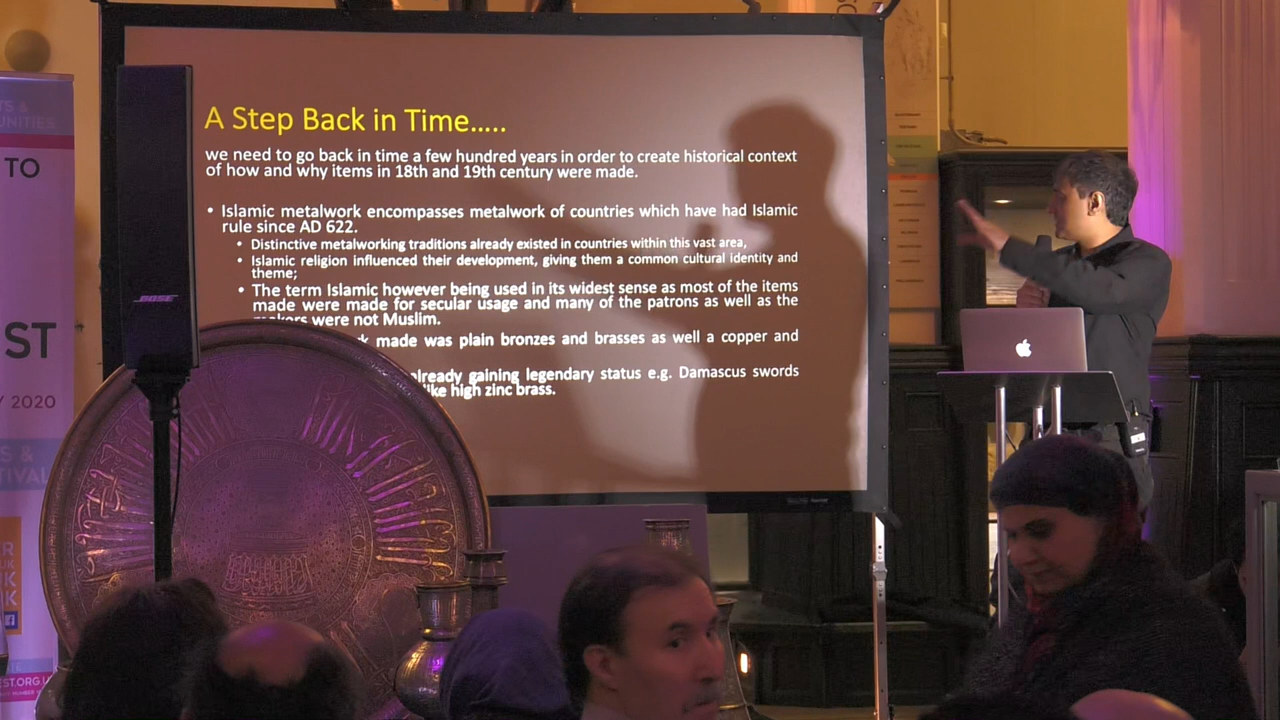 A Step Back in Time.....
we need to go back in time a few hundred years in order to create historical context
of how and why items in 18th and 19th century were made.
• Islamic metalwork encompasses metalwork of countries which have had Islamic
rule since AD 622.
• Distinctive metalworking traditions already existed in countries within this vast area,
• Islamic religion influenced their development, giving them a common cultural identity and
theme;
• The term Islamic however being used in its widest sense as most of the items
made were made for secular usage and many of the patrons as well as the
were not Muslim.
made was plain bronzes and brasses as well a copper and
already gaining legendary status e.g. Damascus swords
like high zinc brass.
BOSE
TO
ST
2020